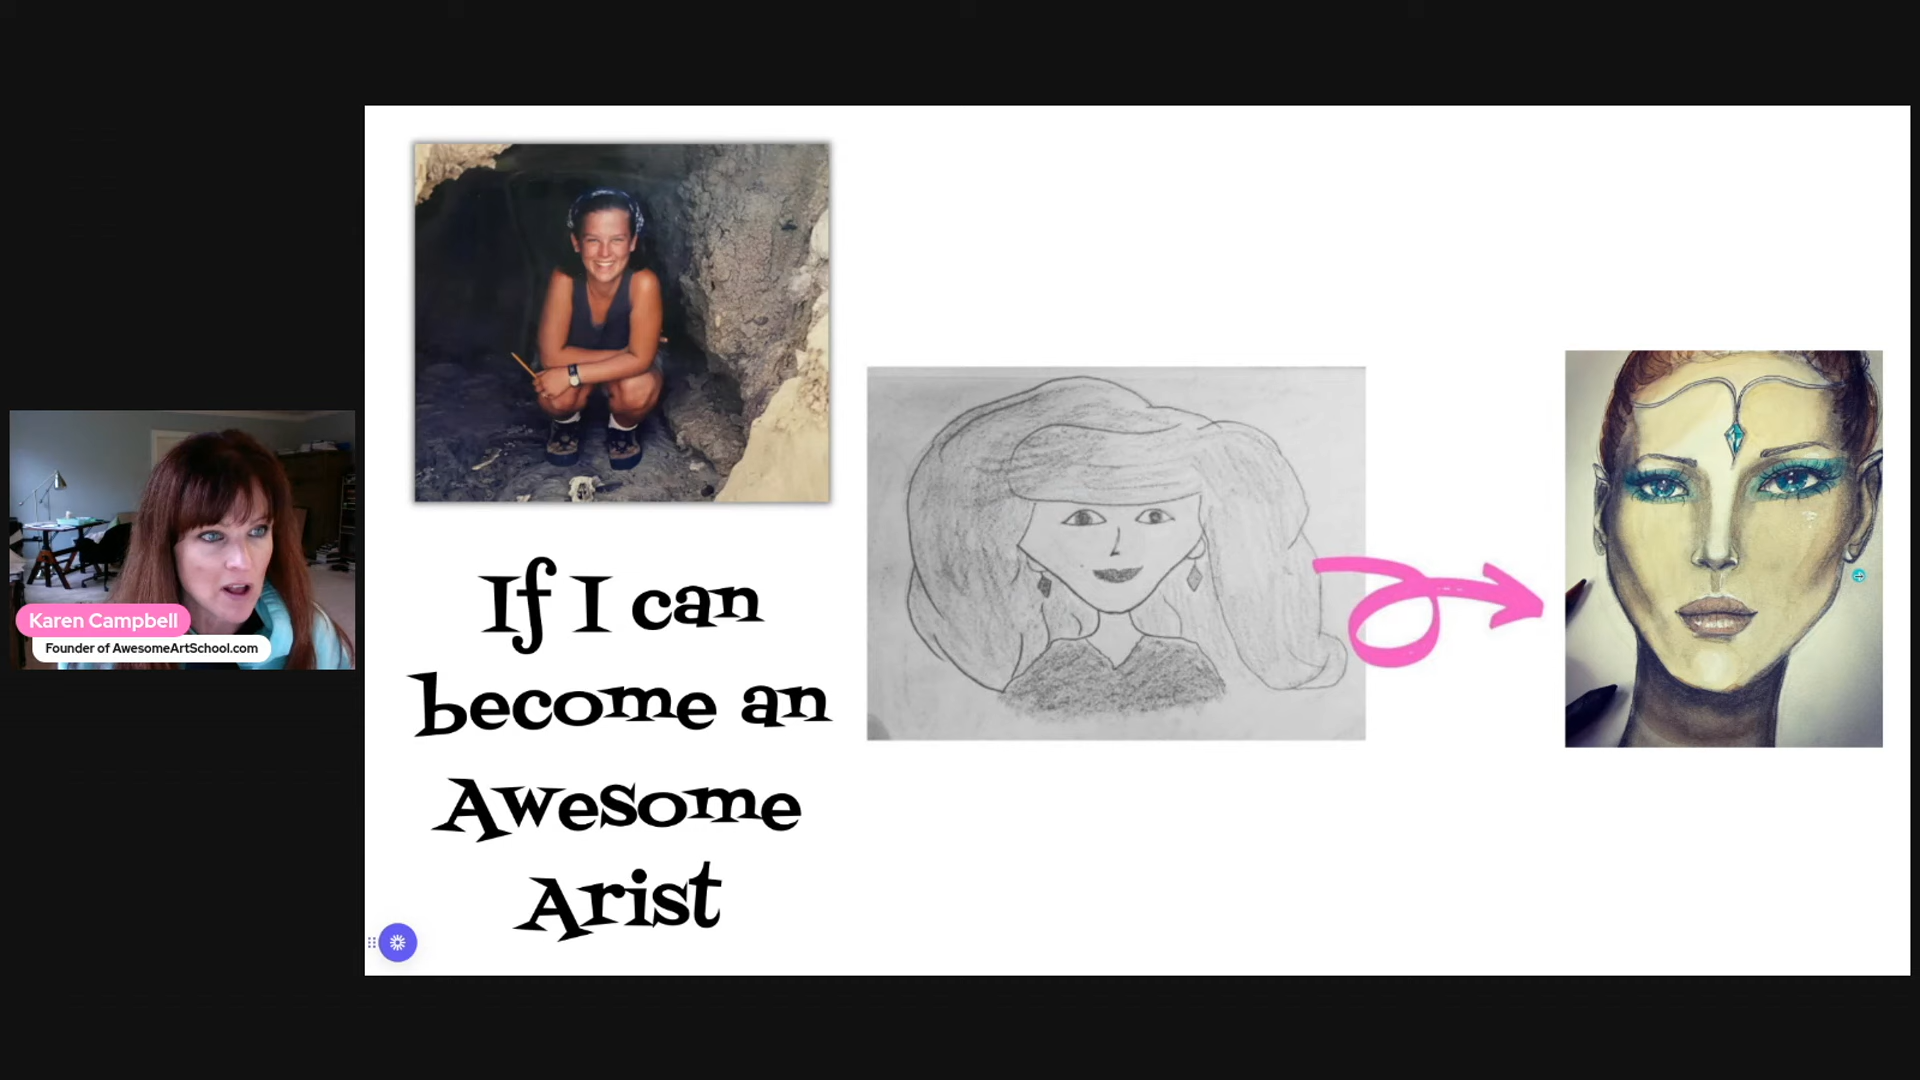 If I can
become an
Awesome
Arist
Karen Campbell
Founder of AwesomeArtSchool.com